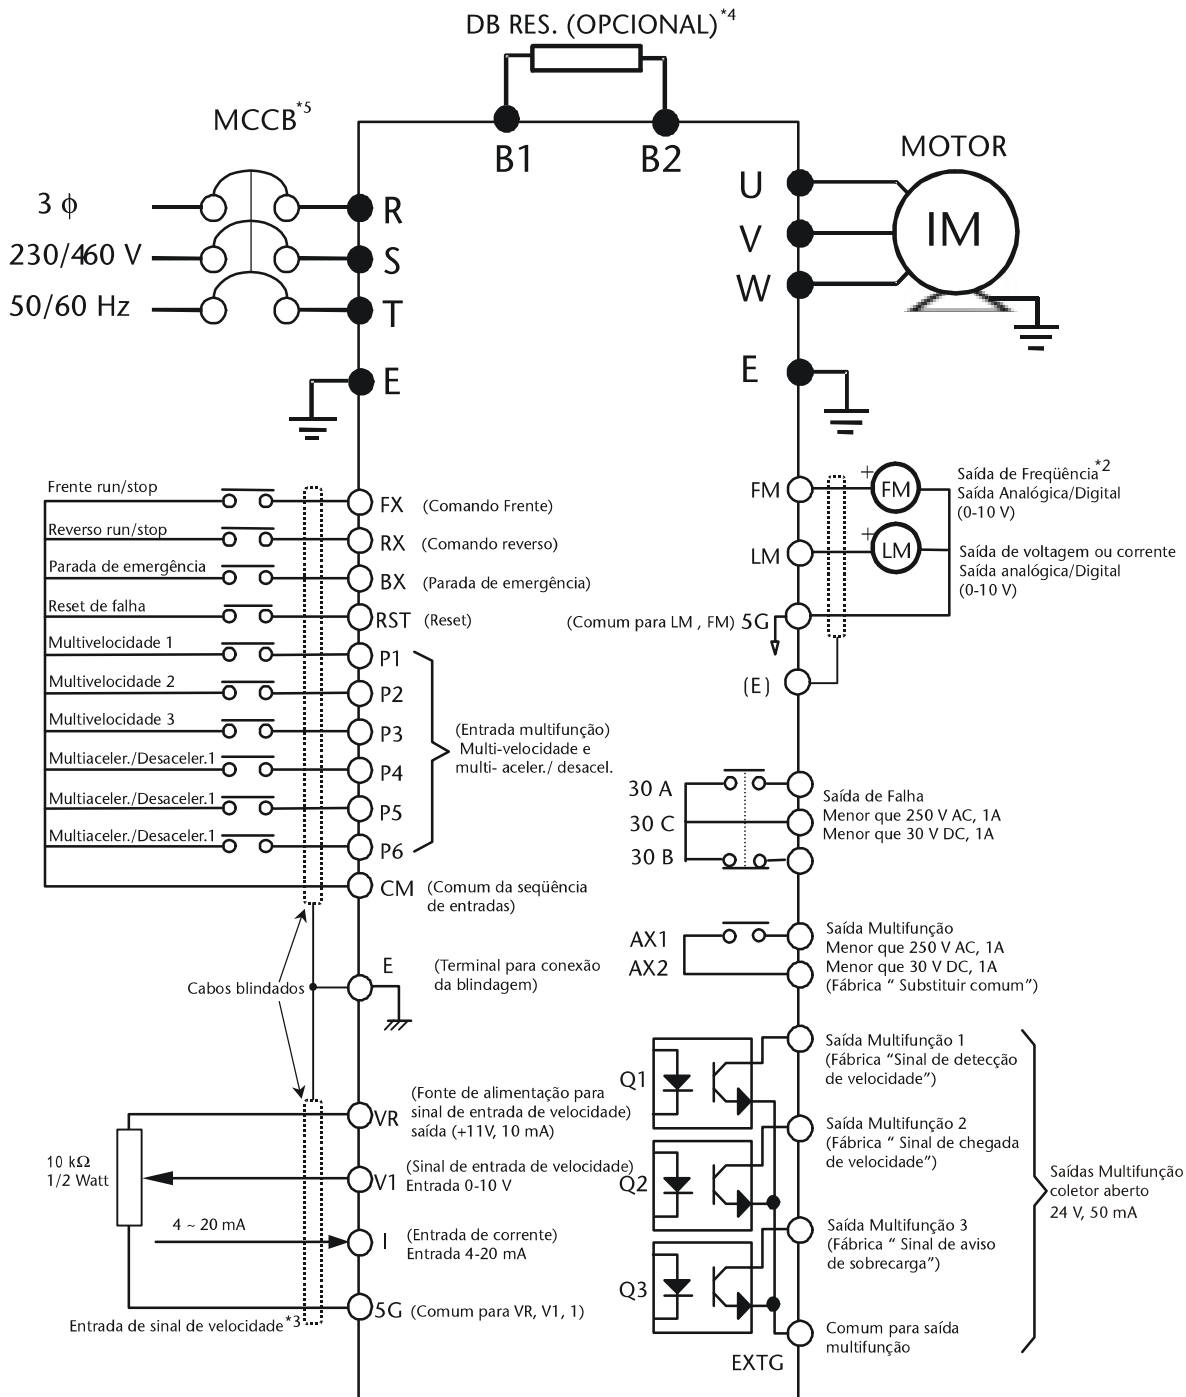 DB RES. (OPCIONAL)*4
MCCB*5
B1
B2
MOTOR
3 ϕ
R
U
IM
230/460 V
S
V
50/60 Hz
T
W
E
E
Frente run/stop
FX
(Comando Frente)
Reverso run/stop
RX
(Comando reverso)
Parada de emergência
BX
(Parada de emergência)
Reset de falha
RST
(Reset)
Multivelocidade 1
P1
Multivelocidade 2
P2
Multivelocidade 3
P3
Multiaceler./Desaceler.1
P4
Multiaceler./Desaceler.1
P5
Multiaceler./Desaceler.1
P6
(Entrada multifunção)
Multi-velocidade e
multi- aceler./ desacel.
CM
(Comum da seqüência
de entradas)
E
(Terminal para conexão
da blindagem)
Cabos blindados
VR
(Fonte de alimentação para
sinal de entrada de velocidade)
saída (+11V, 10 mA)
10 kΩ
1/2 Watt
V1
(Sinal de entrada de velocidade)
Entrada 0-10 V
4 ~ 20 mA
I
(Entrada de corrente)
Entrada 4-20 mA
5G
(Comum para VR, V1, 1)
Entrada de sinal de velocidade*3
FM
+
FM
Saída de Freqüência*2
Saída Analógica/Digital
(0-10 V)
LM
+
LM
Saída de voltagem ou corrente
Saída analógica/Digital
(0-10 V)
(Comum para LM , FM) 5G
(E)
30 A
30 C
30 B
Saída de Falha
Menor que 250 V AC, 1A
Menor que 30 V DC, 1A
AX1
AX2
Saída Multifunção
Menor que 250 V AC, 1A
Menor que 30 V DC, 1A
(Fábrica “ Substituir comum”)
Q1
Saída Multifunção 1
(Fábrica “Sinal de detecção
de velocidade”)
Q2
Saída Multifunção 2
(Fábrica “ Sinal de chegada
de velocidade”)
Q3
Saída Multifunção 3
(Fábrica “ Sinal de aviso
de sobrecarga”)
Saídas Multifunção
coletor aberto
24 V, 50 mA
EXTG
Comum para saída
multifunção